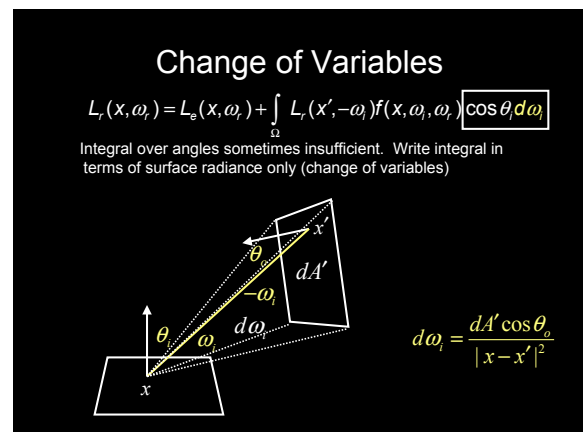 Change of Variables
L_r(x,ω_r) = L_e(x,ω_r) + ∫_Ω L_r(x′,−ω_i) f(x,ω_i,ω_r) cos θ_i dω_i
Integral over angles sometimes insufficient. Write integral in
terms of surface radiance only (change of variables)
x′
θ_o
dA′
−ω_i
dω_i
θ_i
ω_i
x
dω_i = dA′ cos θ_o / |x − x′|²